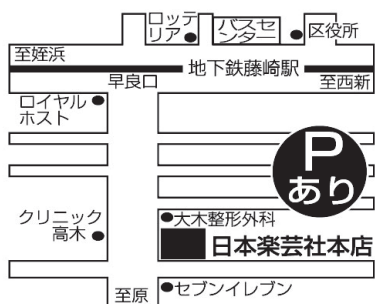 ロッテ
リア
バスセ
ンター
区役所
至姪浜
地下鉄藤崎駅
早良口
至西新
ロイヤル
ホスト
P
あり
クリニック
高木
大木整形外科
日本楽芸社本店
至原
セブンイレブン